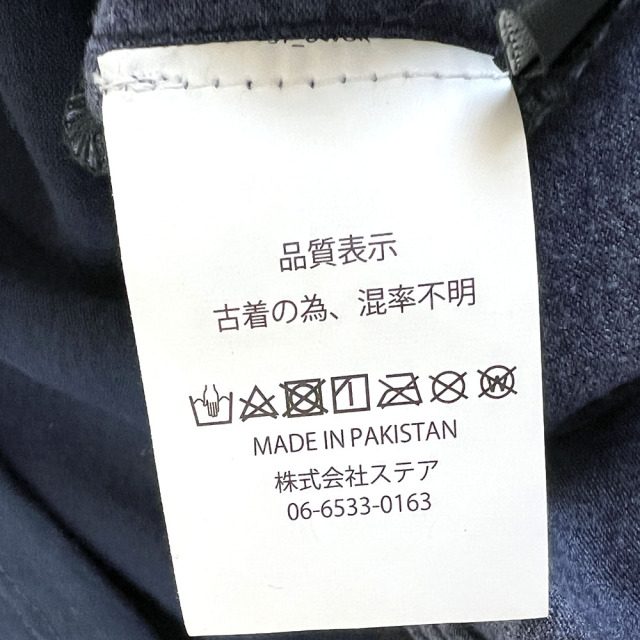 品質表示
古着の為、混率不明
MADE IN PAKISTAN
株式会社ステア
06-6533-0163